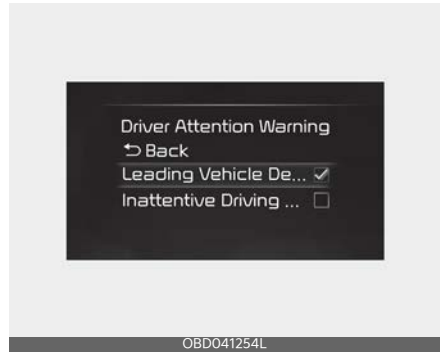 Driver Attention Warning
Back
Leading Vehicle De...
Inattentive Driving ...
OBD041254L